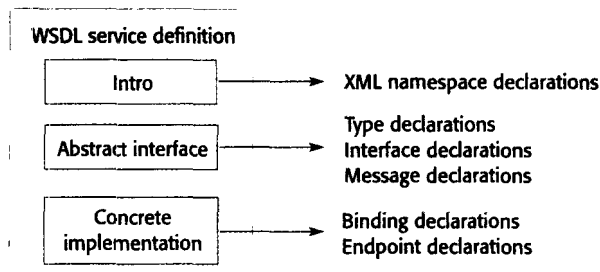 WSDL service definition
Intro
XML namespace declarations
Abstract interface
Type declarations
Interface declarations
Message declarations
Concrete
implementation
Binding declarations
Endpoint declarations